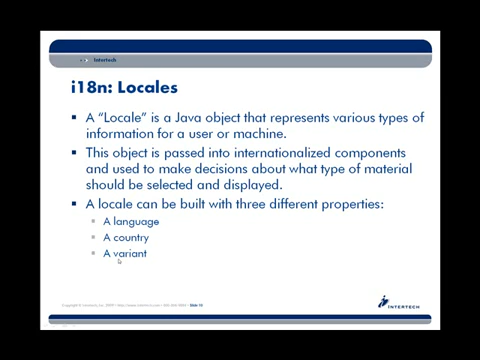 Intertech
i18n: Locales
A “Locale” is a Java object that represents various types of
information for a user or machine.
This object is passed into internationalized components
and used to make decisions about what type of material
should be selected and displayed.
A locale can be built with three different properties:
A language
A country
A variant
INTERTECH